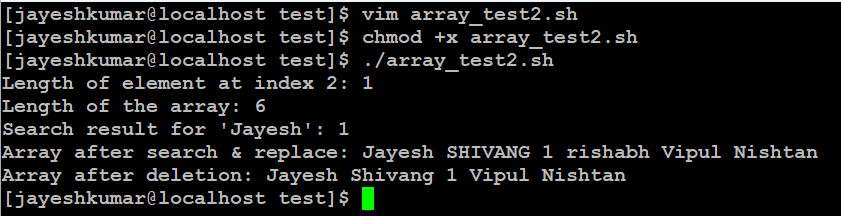 [jayeshkumar@localhost test]$ vim array_test2.sh
[jayeshkumar@localhost test]$ chmod +x array_test2.sh
[jayeshkumar@localhost test]$ ./array_test2.sh
Length of element at index 2: 1
Length of the array: 6
Search result for 'Jayesh': 1
Array after search & replace: Jayesh SHIVANG 1 rishabh Vipul Nishtan
Array after deletion: Jayesh Shivang 1 Vipul Nishtan
[jayeshkumar@localhost test]$